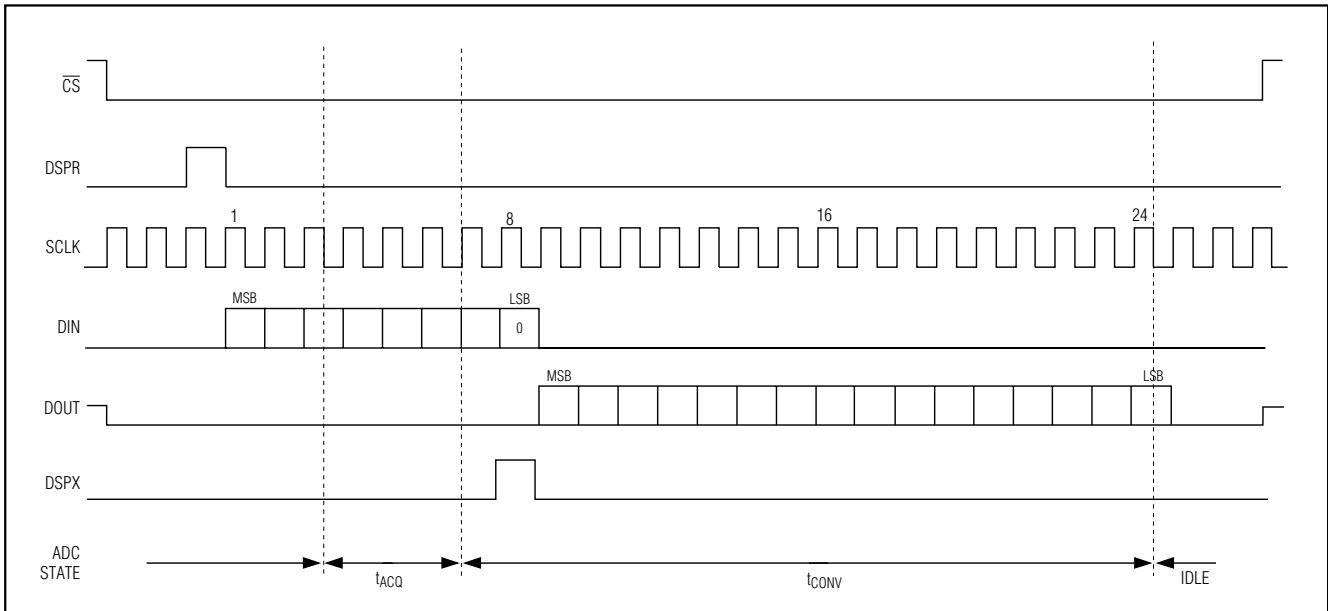 CS
DSPR
1 8 16 24
SCLK
MSB LSB
DIN 0
MSB LSB
DOUT
DSPX
ADC
STATE
tACQ tCONV IDLE